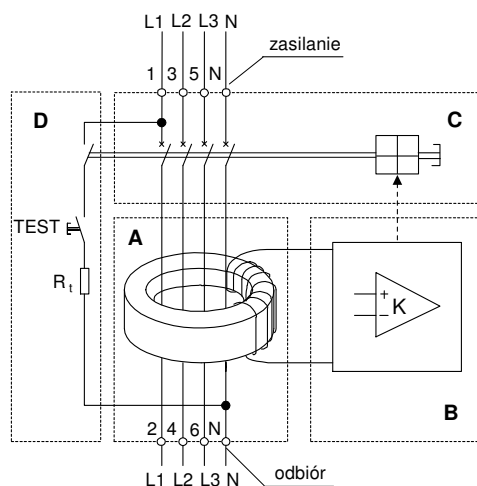 L1 L2 L3 N
zasilanie
1 3 5 N
D
C
TEST
A
R t
+
− K
B
2 4 6 N
L1 L2 L3 N
odbiór